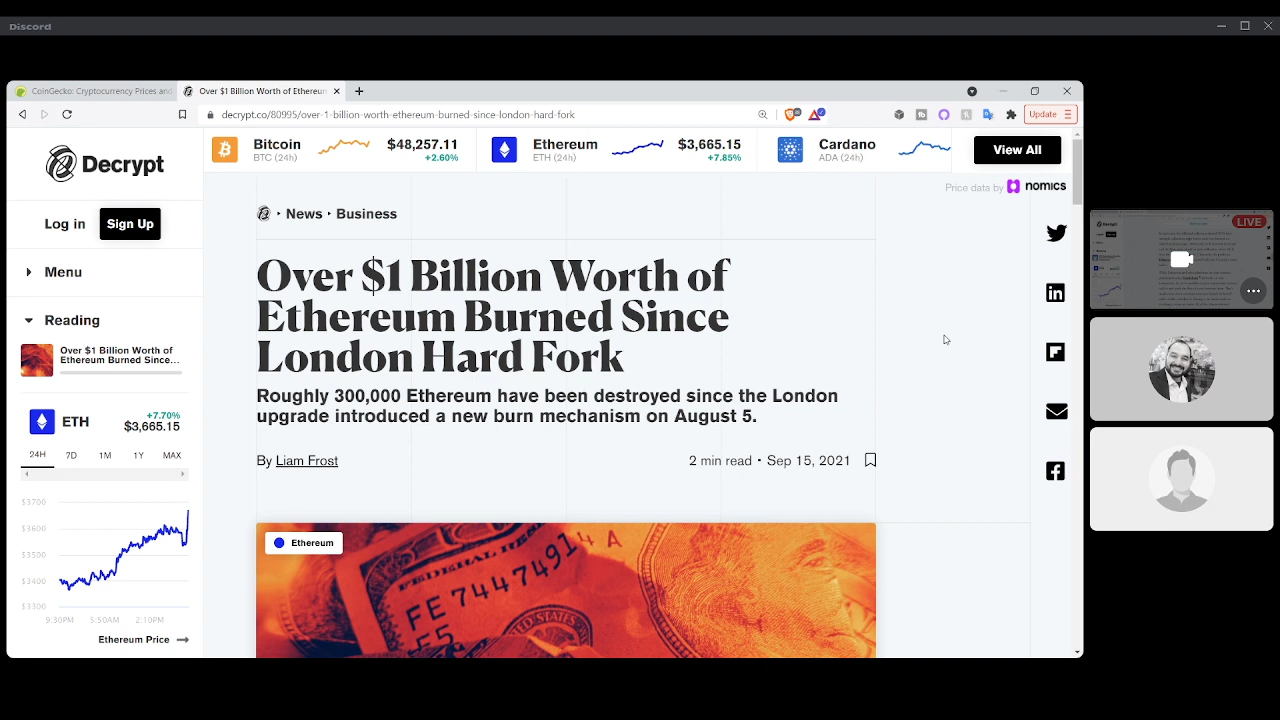 Discord
CoinGecko: Cryptocurrency Prices and
Over $1 Billion Worth of Ethereum
decrypt.co/80995/over-1-billion-worth-ethereum-burned-since-london-hard-fork
Update
Decrypt
Bitcoin
BTC (24h)
$48,257.11
+2.60%
Ethereum
ETH (24h)
$3,665.15
+7.85%
Cardano
ADA (24h)
View All
Price data by nomics
Log in
Sign Up
Menu
Reading
Over $1 Billion Worth of
Ethereum Burned Since...
ETH
+7.70%
$3,665.15
24H 7D 1M 1Y MAX
$3700
$3600
$3500
$3400
$3300
9:30PM 5:50AM 2:10PM
Ethereum Price
News
Business
Over $1 Billion Worth of
Ethereum Burned Since
London Hard Fork
Roughly 300,000 Ethereum have been destroyed since the London
upgrade introduced a new burn mechanism on August 5.
By Liam Frost
2 min read • Sep 15, 2021
Ethereum
FEDERAL RESERVE
FE 74474914 A
E5
UNITED STATES
LIVE